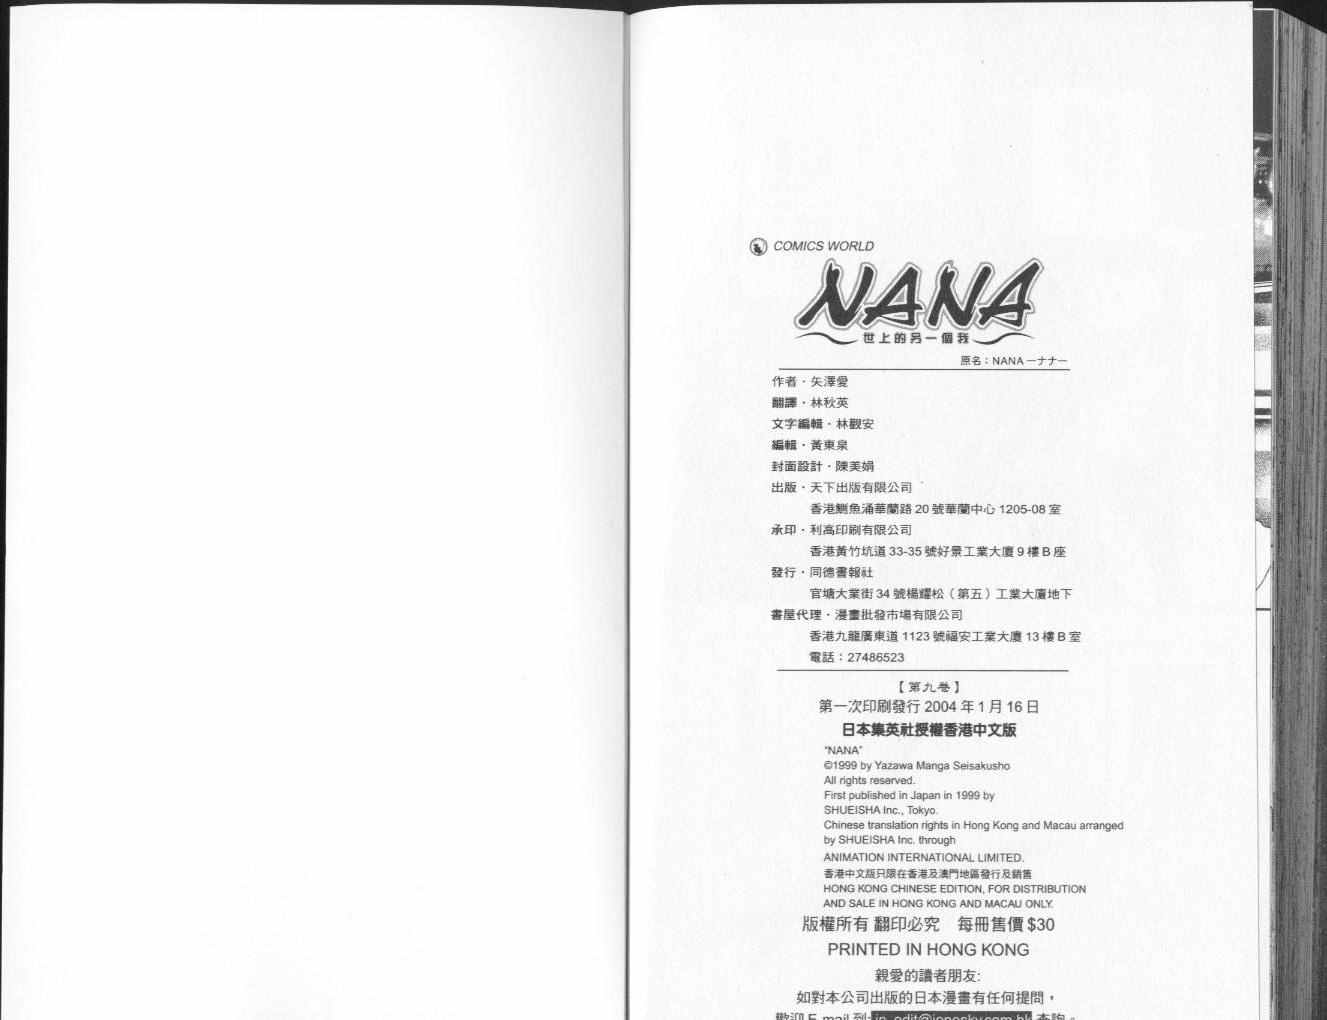 COMICS WORLD
NANA
世上的另一個我
原名：NANA ーナナー
作者・矢澤愛
翻譯・林秋英
文字編輯・林觀安
編輯・黃東泉
封面設計・陳美娟
出版・天下出版有限公司
香港鰂魚涌華蘭路 20 號華蘭中心 1205-08 室
承印・利高印刷有限公司
香港黃竹坑道 33-35 號好景工業大廈 9 樓 B 座
發行・同德書報社
官塘大業街 34 號楊耀松（第五）工業大廈地下
書屋代理・漫畫批發市場有限公司
香港九龍廣東道 1123 號福安工業大廈 13 樓 B 室
電話：27486523
【第九卷】
第一次印刷發行 2004 年 1 月 16 日
日本集英社授權香港中文版
“NANA”
©1999 by Yazawa Manga Seisakusho
All rights reserved.
First published in Japan in 1999 by
SHUEISHA Inc., Tokyo.
Chinese translation rights in Hong Kong and Macau arranged
by SHUEISHA Inc. through
ANIMATION INTERNATIONAL LIMITED.
香港中文版只限在香港及澳門地區發行及銷售
HONG KONG CHINESE EDITION, FOR DISTRIBUTION
AND SALE IN HONG KONG AND MACAU ONLY.
版權所有 翻印必究　每冊售價 $30
PRINTED IN HONG KONG
親愛的讀者朋友:
如對本公司出版的日本漫畫有任何提問，
歡迎 E-mail 到: 查詢。